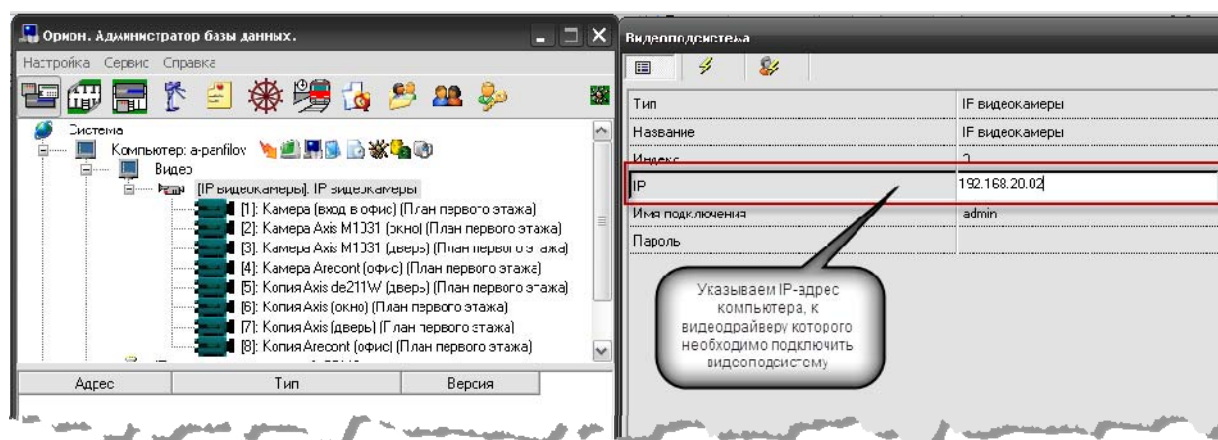 Орион. Администратор базы данных.
Настройка Сервис Справка
Система
Компьютер: a-panfilov
Видео
[IP видеокамеры]. IP видеокамеры
[1]: Камера (вход в офис) (План первого этажа)
[2]: Камера Axis M1031 (окно) (План первого этажа)
[3]: Камера Axis M1031 (дверь) (План первого этажа)
[4]: Камера Arecont (офис) (План первого этажа)
[5]: Копия Axis de211W (дверь) (План первого этажа)
[6]: Копия Axis (окно) (План первого этажа)
[7]: Копия Axis (дверь) (План первого этажа)
[8]: Копия Arecont (офис) (План первого этажа)
Адрес Тип Версия
Видеоподсистема
Тип IF видеокамеры
Название IF видеокамеры
Индекс
IP 192.168.20.02
Имя подключения admin
Пароль
Указываем IP-адрес
компьютера, к
видеодрайверу которого
необходимо подключить
видеоподсистему